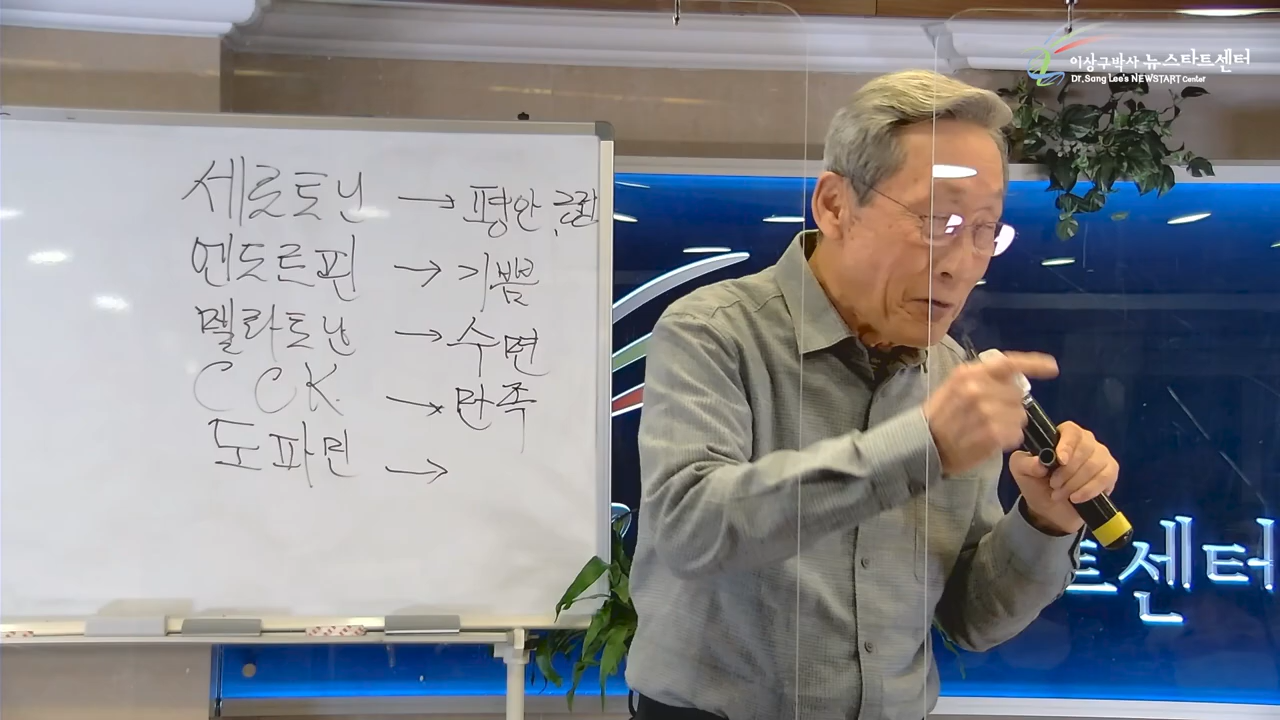 이상구박사 뉴스타트센터
Dr. Sang Lee's NEWSTART Center
세로토닌 → 평안,
엔도르핀 → 기쁨
멜라토닌 → 수면
CCK → 만족
도파민 →
트센터